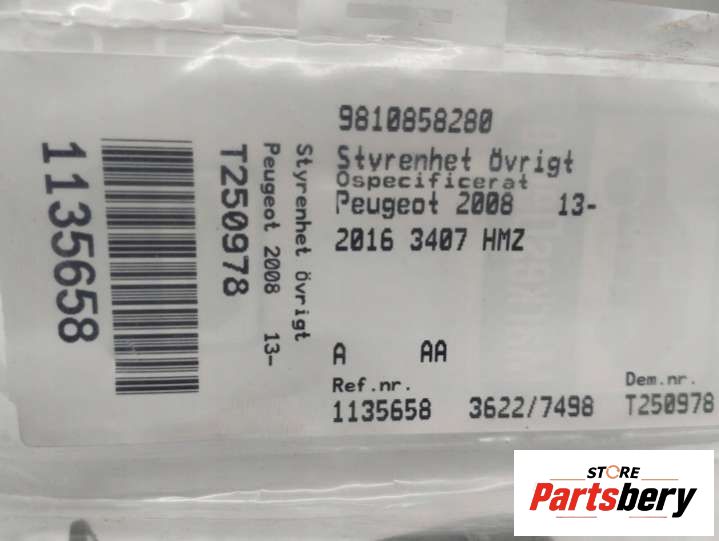 1135658
T250978
Styrenhet Övrigt
Peugeot 2008 13-
9810858280
Styrenhet Övrigt
Ospecificerat
Peugeot 2008 13-
2016 3407 HMZ
A AA
Ref.nr. Dem.nr.
1135658 3622/7498 T250978
STORE
Partsbery